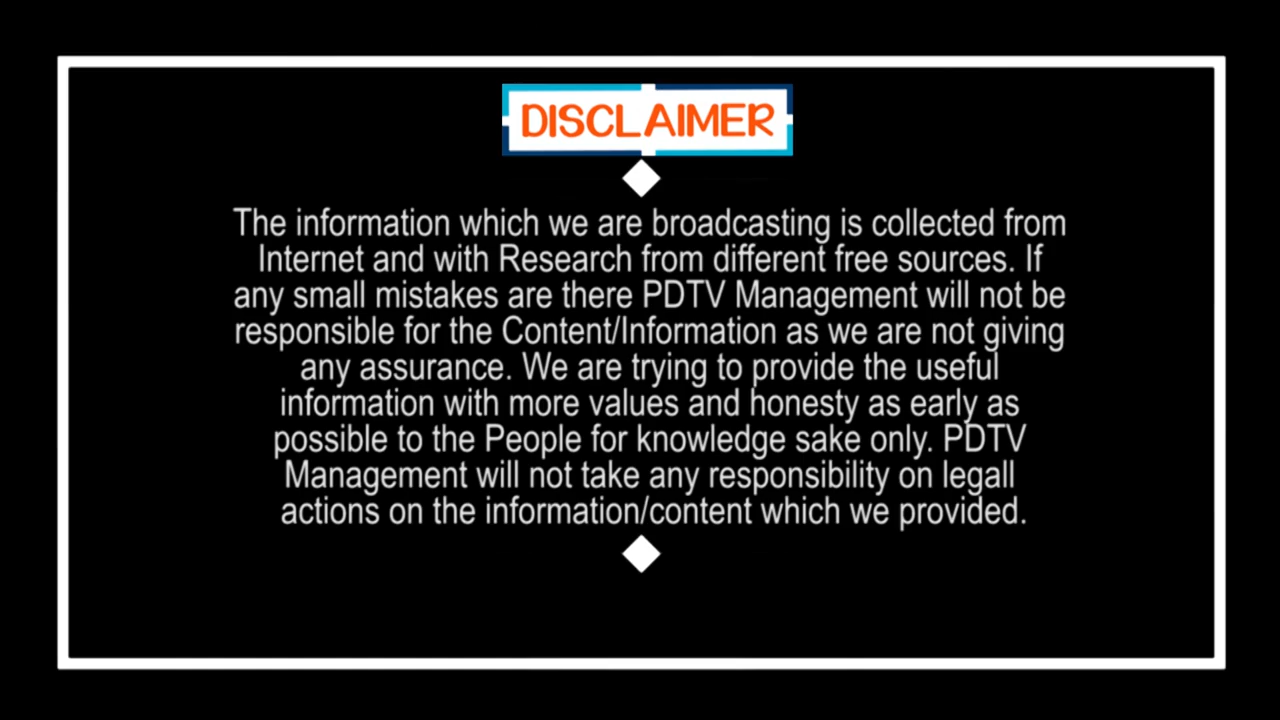 DISCLAIMER
The information which we are broadcasting is collected from
Internet and with Research from different free sources. If
any small mistakes are there PDTV Management will not be
responsible for the Content/Information as we are not giving
any assurance. We are trying to provide the useful
information with more values and honesty as early as
possible to the People for knowledge sake only. PDTV
Management will not take any responsibility on legall
actions on the information/content which we provided.